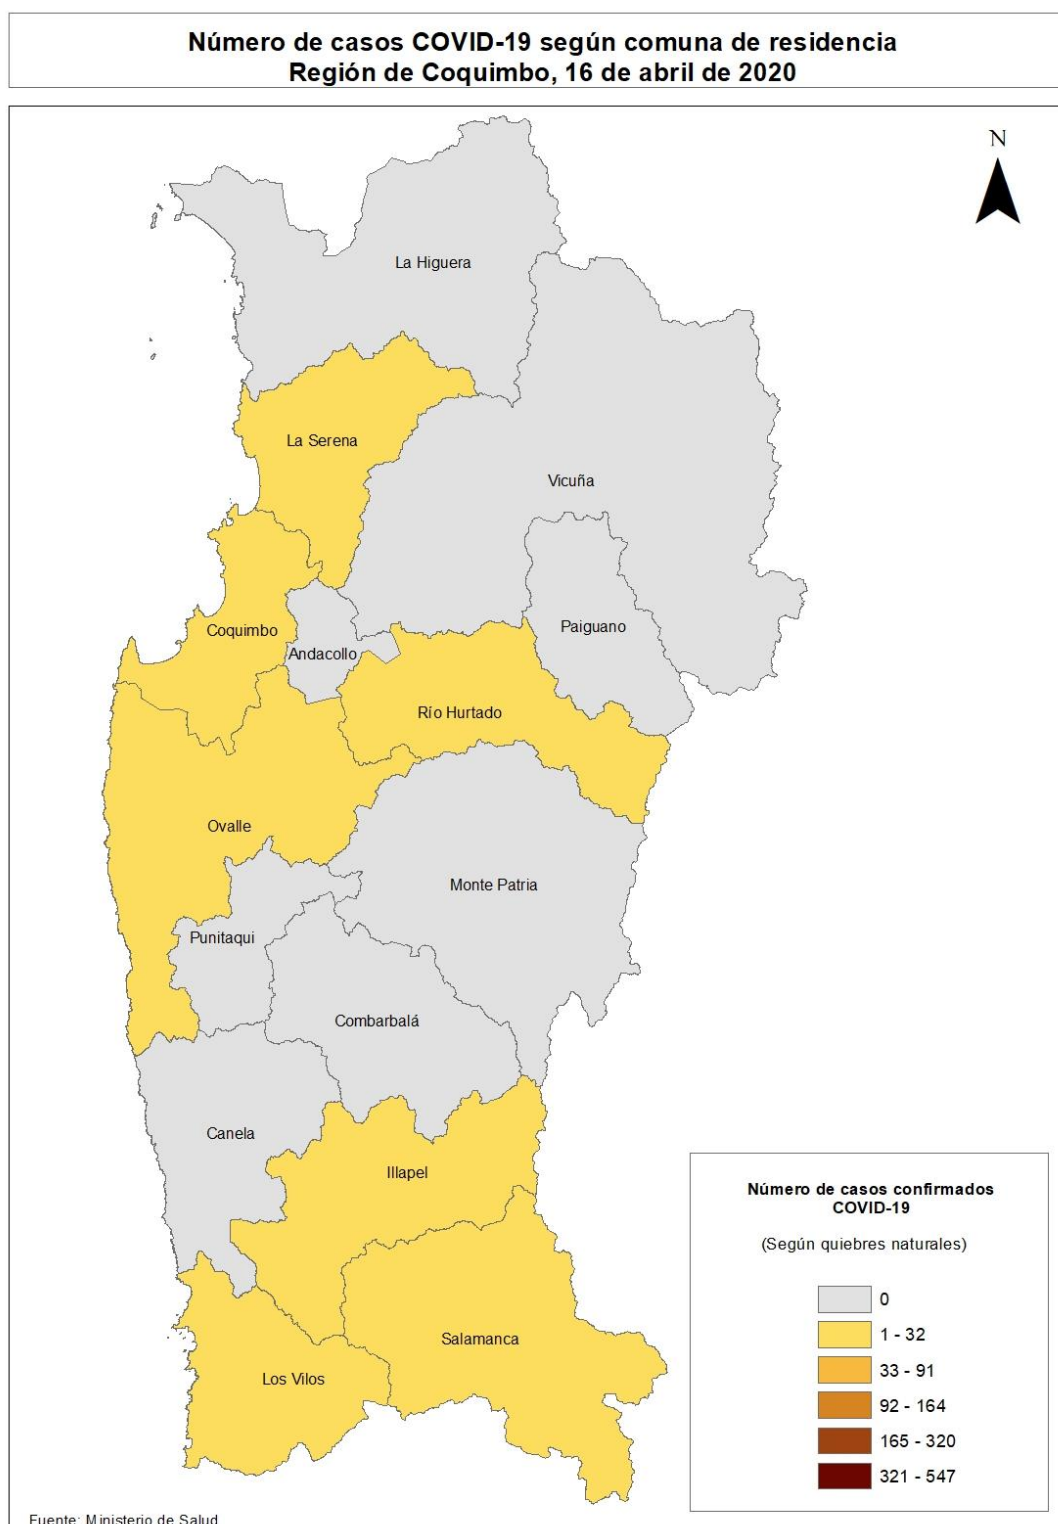 Número de casos COVID-19 según comuna de residencia
Región de Coquimbo, 16 de abril de 2020
N
La Higuera
La Serena
Vicuña
Coquimbo
Andacollo
Paiguano
Río Hurtado
Ovalle
Monte Patria
Punitaqui
Combarbalá
Canela
Illapel
Salamanca
Los Vilos
Número de casos confirmados
COVID-19
(Según quiebres naturales)
0
1 - 32
33 - 91
92 - 164
165 - 320
321 - 547
Fuente: Ministerio de Salud